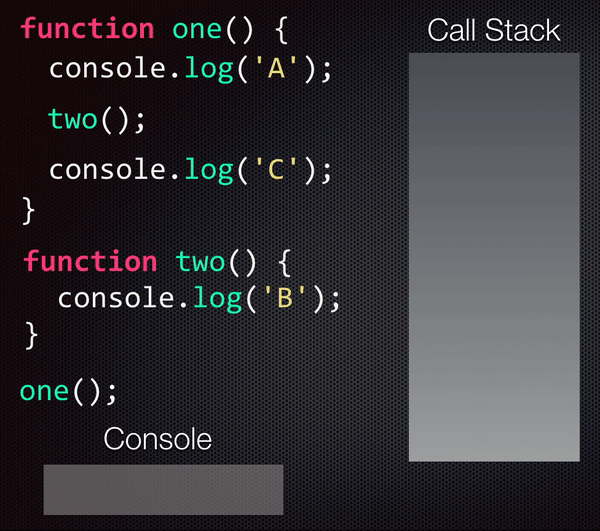 function one() {
console.log('A');
two();
console.log('C');
}
function two() {
console.log('B');
}
one();
Console
Call Stack